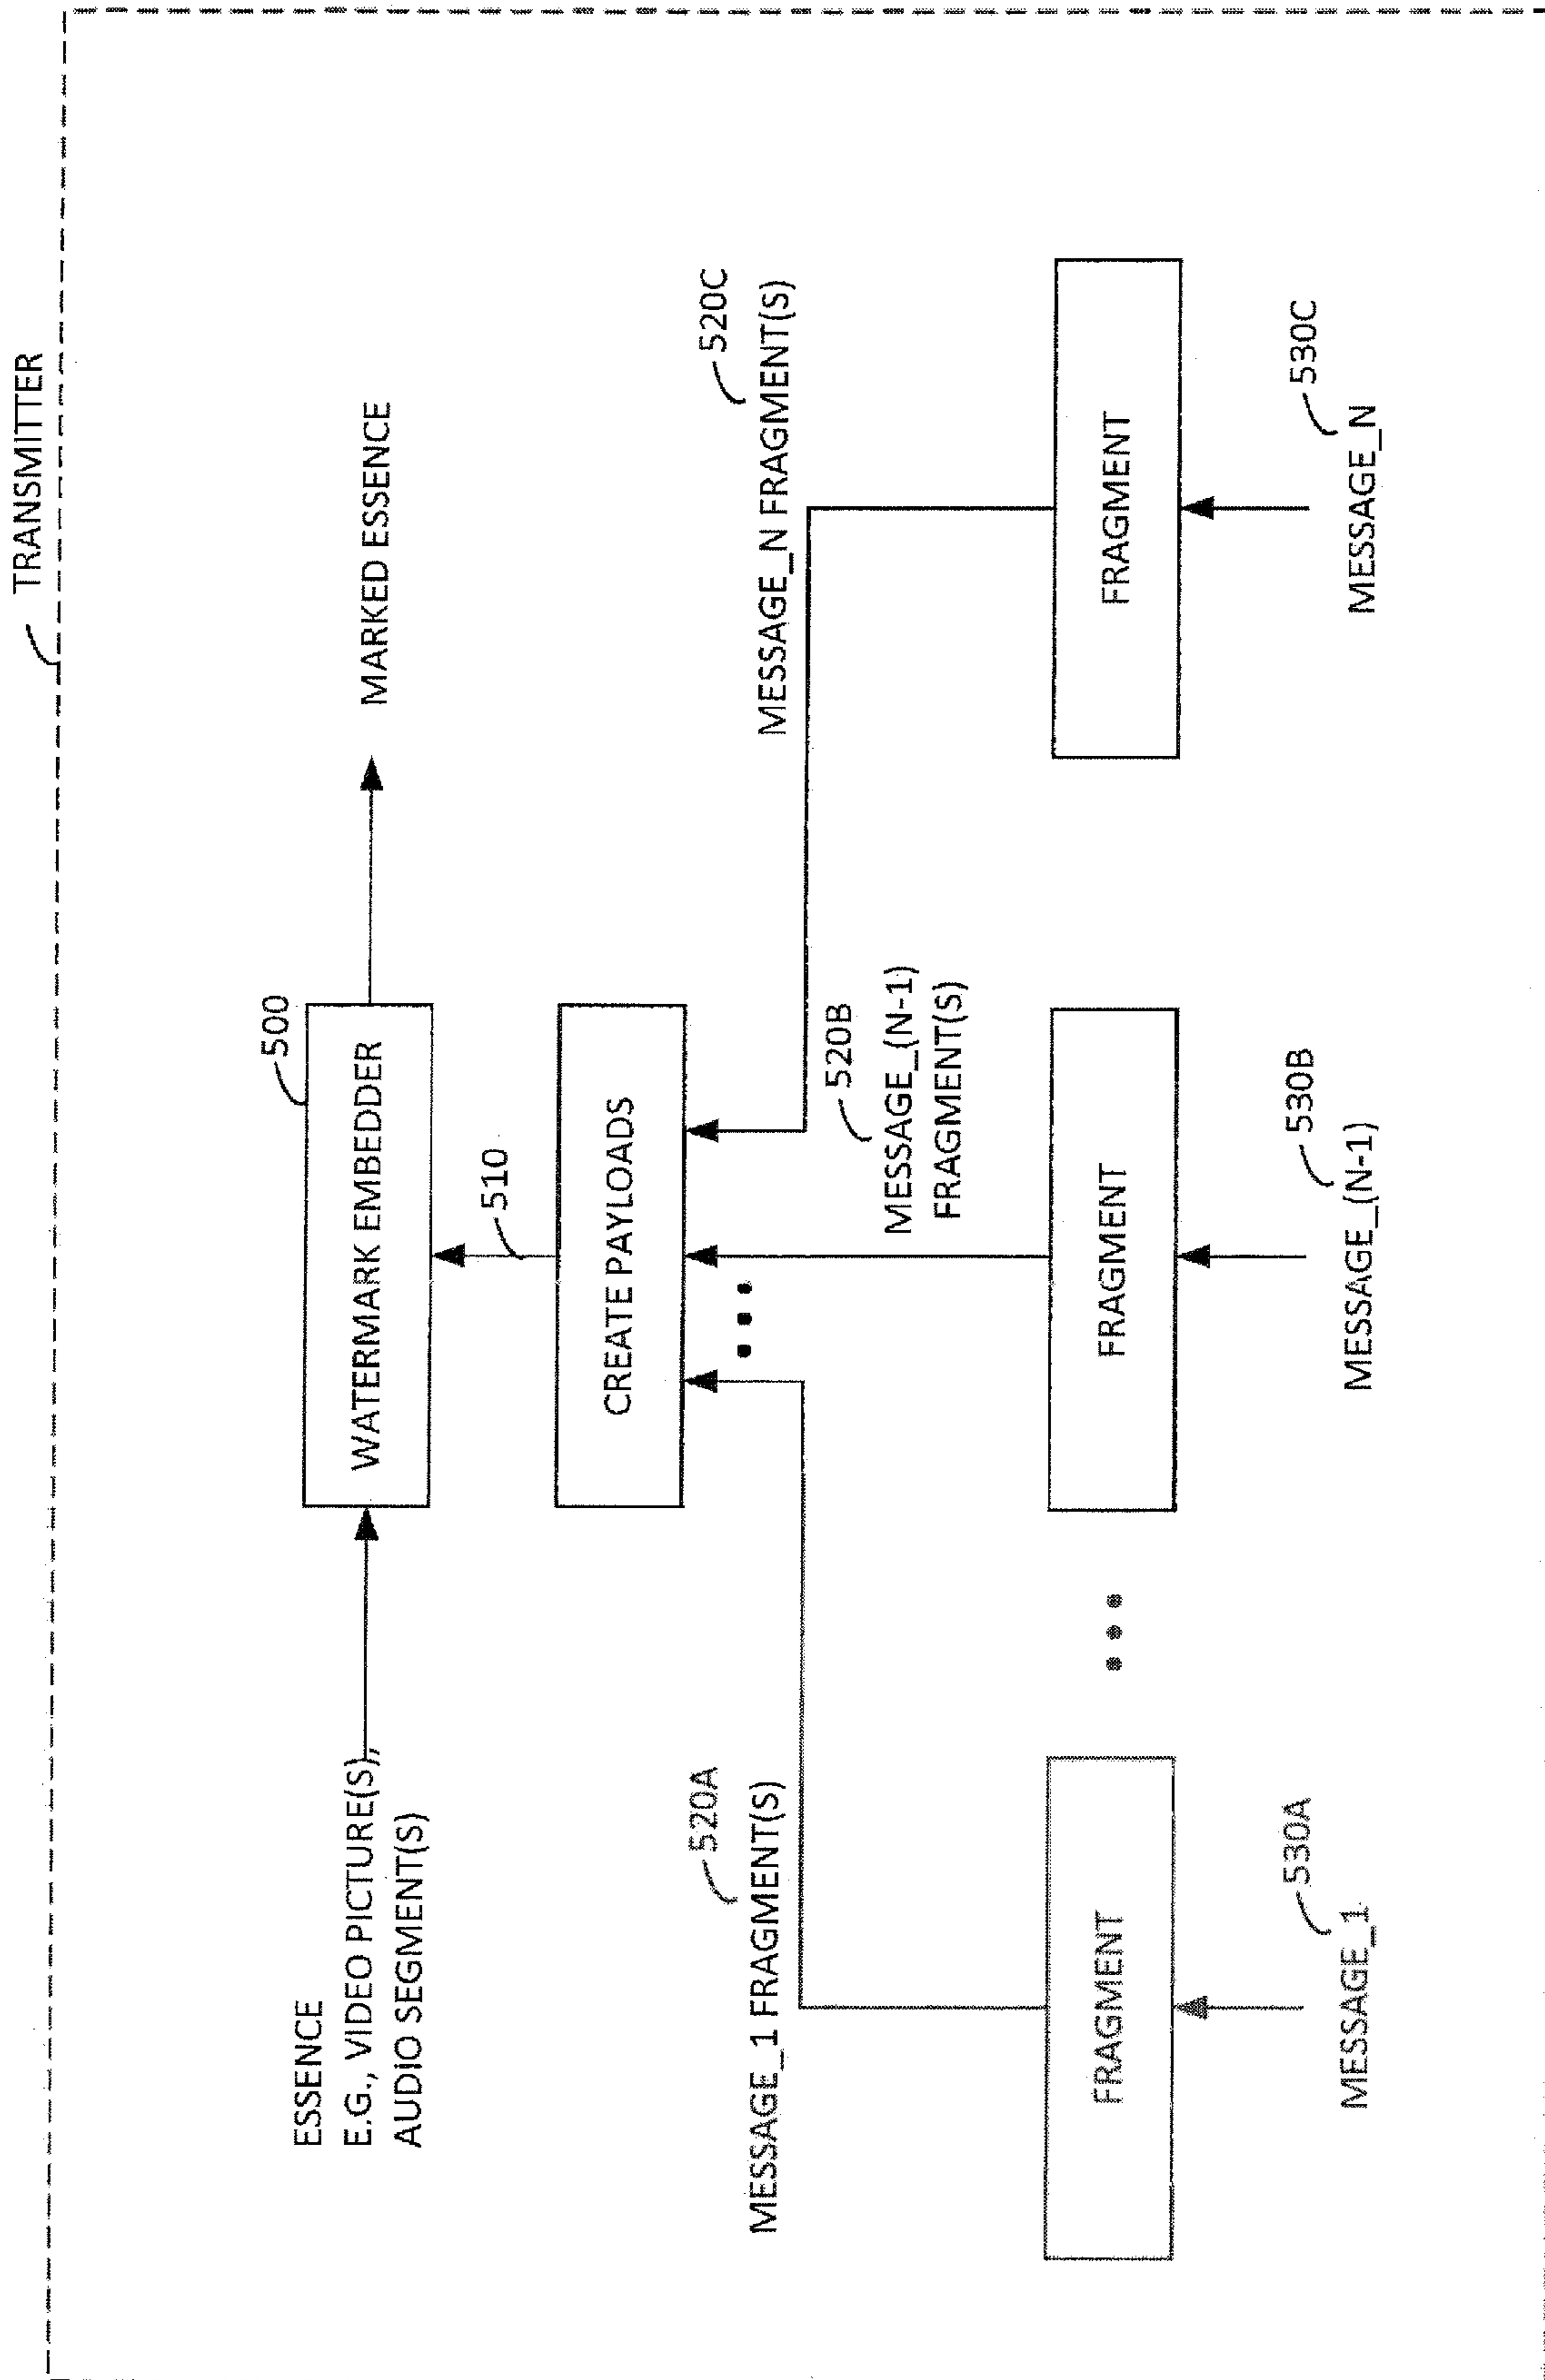 TRANSMITTER
ESSENCE
E.G., VIDEO PICTURE(S),
AUDIO SEGMENT(S)
500
WATERMARK EMBEDDER
MARKED ESSENCE
510
CREATE PAYLOADS
520A
MESSAGE_1 FRAGMENT(S)
520B
MESSAGE_(N-1)
FRAGMENT(S)
520C
MESSAGE_N FRAGMENT(S)
FRAGMENT
FRAGMENT
FRAGMENT
530A
MESSAGE_1
530B
MESSAGE_(N-1)
530C
MESSAGE_N